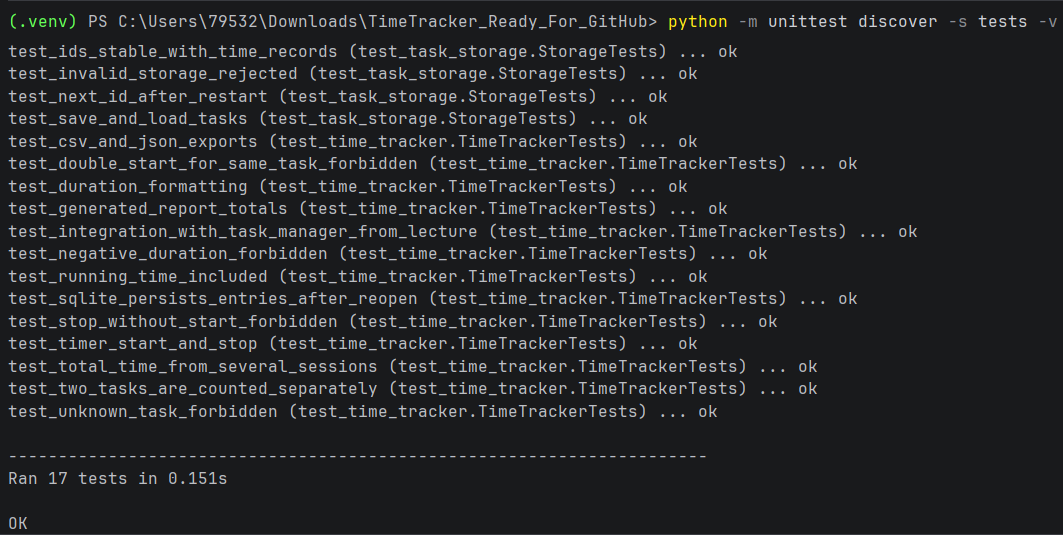 (.venv) PS C:\Users\79532\Downloads\TimeTracker_Ready_For_GitHub> python -m unittest discover -s tests -v
test_ids_stable_with_time_records (test_task_storage.StorageTests) ... ok
test_invalid_storage_rejected (test_task_storage.StorageTests) ... ok
test_next_id_after_restart (test_task_storage.StorageTests) ... ok
test_save_and_load_tasks (test_task_storage.StorageTests) ... ok
test_csv_and_json_exports (test_time_tracker.TimeTrackerTests) ... ok
test_double_start_for_same_task_forbidden (test_time_tracker.TimeTrackerTests) ... ok
test_duration_formatting (test_time_tracker.TimeTrackerTests) ... ok
test_generated_report_totals (test_time_tracker.TimeTrackerTests) ... ok
test_integration_with_task_manager_from_lecture (test_time_tracker.TimeTrackerTests) ... ok
test_negative_duration_forbidden (test_time_tracker.TimeTrackerTests) ... ok
test_running_time_included (test_time_tracker.TimeTrackerTests) ... ok
test_sqlite_persists_entries_after_reopen (test_time_tracker.TimeTrackerTests) ... ok
test_stop_without_start_forbidden (test_time_tracker.TimeTrackerTests) ... ok
test_timer_start_and_stop (test_time_tracker.TimeTrackerTests) ... ok
test_total_time_from_several_sessions (test_time_tracker.TimeTrackerTests) ... ok
test_two_tasks_are_counted_separately (test_time_tracker.TimeTrackerTests) ... ok
test_unknown_task_forbidden (test_time_tracker.TimeTrackerTests) ... ok
----------------------------------------------------------------------
Ran 17 tests in 0.151s
OK